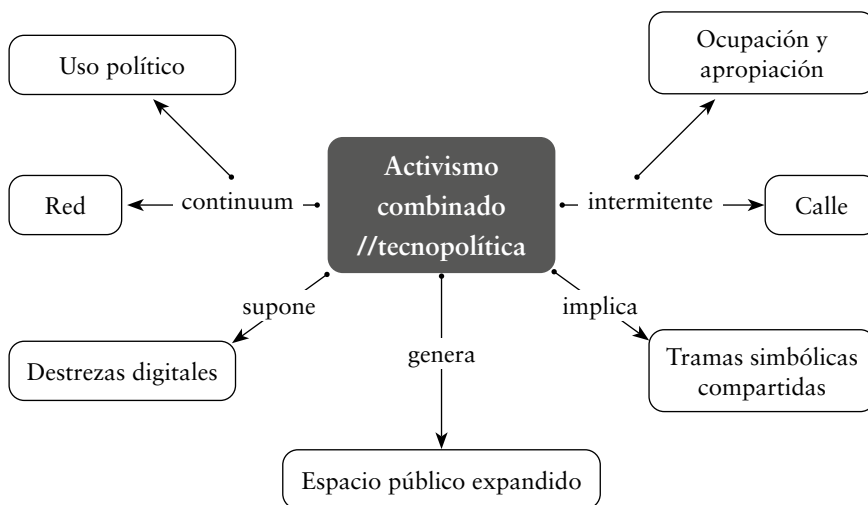 Uso político
Ocupación y
apropiación
Activismo
combinado
//tecnopolítica
Red
continuum
intermitente
Calle
supone
implica
Destrezas digitales
genera
Tramas simbólicas
compartidas
Espacio público expandido